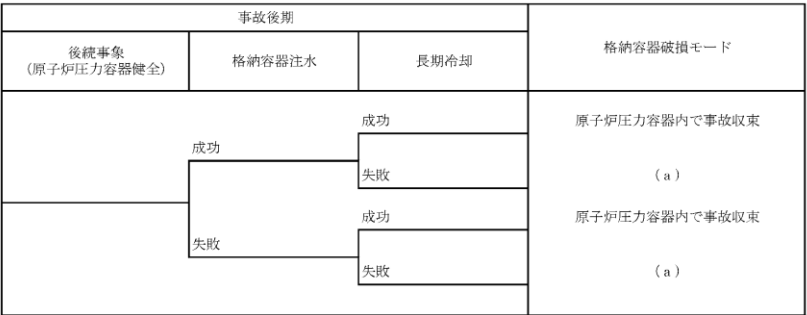 事故後期
後続事象
(原子炉圧力容器健全)
格納容器注水
長期冷却
格納容器破損モード
成功
原子炉圧力容器内で事故収束
成功
失敗
(a)
成功
原子炉圧力容器内で事故収束
失敗
失敗
(a)